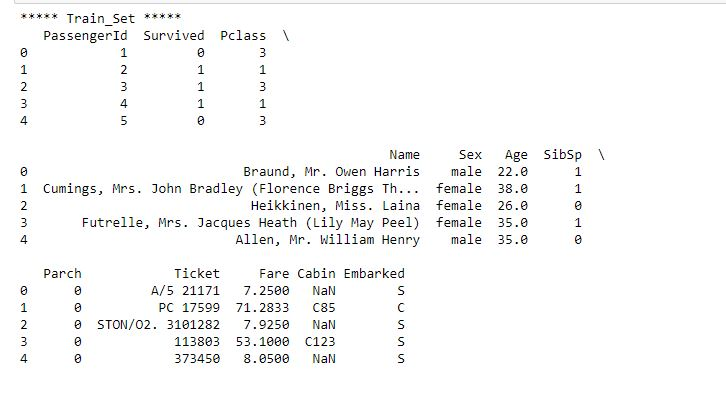 ***** Train_Set *****
   PassengerId  Survived  Pclass  \
0            1         0       3
1            2         1       1
2            3         1       3
3            4         1       1
4            5         0       3
                                                Name     Sex   Age  SibSp  \
0                            Braund, Mr. Owen Harris    male  22.0      1
1  Cumings, Mrs. John Bradley (Florence Briggs Th...  female  38.0      1
2                             Heikkinen, Miss. Laina  female  26.0      0
3       Futrelle, Mrs. Jacques Heath (Lily May Peel)  female  35.0      1
4                           Allen, Mr. William Henry    male  35.0      0
   Parch            Ticket     Fare Cabin Embarked
0      0         A/5 21171   7.2500   NaN        S
1      0          PC 17599  71.2833   C85        C
2      0  STON/O2. 3101282   7.9250   NaN        S
3      0            113803  53.1000  C123        S
4      0            373450   8.0500   NaN        S